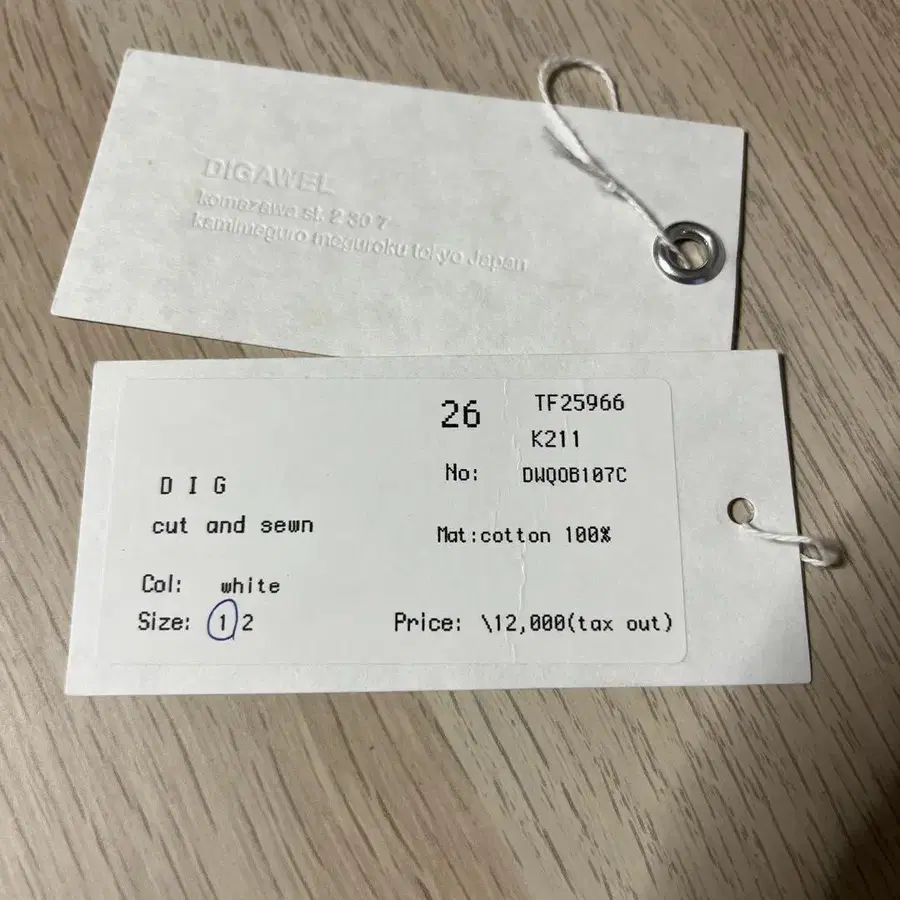 DIGAWEL
komazawa st. 2 30 7
kamimeguro meguroku tokyo Japan
26 TF25966
K211
No: DWQOB107C
D I G
cut and sewn
Mat:cotton 100%
Col: white
Size: 1 2 Price: \12,000(tax out)